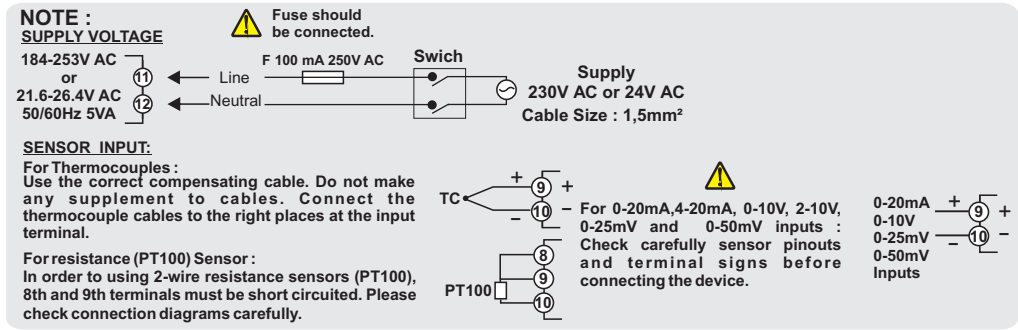 NOTE :
SUPPLY VOLTAGE
184-253V AC
or
21.6-26.4V AC
50/60Hz 5VA
11
12
Line
Neutral
Fuse should
be connected.
F 100 mA 250V AC
Swich
Supply
230V AC or 24V AC
Cable Size : 1,5mm²
SENSOR INPUT:
For Thermocouples :
Use the correct compensating cable. Do not make
any supplement to cables. Connect the
thermocouple cables to the right places at the input
terminal.
For resistance (PT100) Sensor :
In order to using 2-wire resistance sensors (PT100),
8th and 9th terminals must be short circuited. Please
check connection diagrams carefully.
TC
+ 9 +
- 10 -
PT100
8
9
10
For 0-20mA,4-20mA, 0-10V, 2-10V,
0-25mV and 0-50mV inputs :
Check carefully sensor pinouts
and terminal signs before
connecting the device.
0-20mA
0-10V
0-25mV
0-50mV
Inputs
+ 9 +
- 10 -